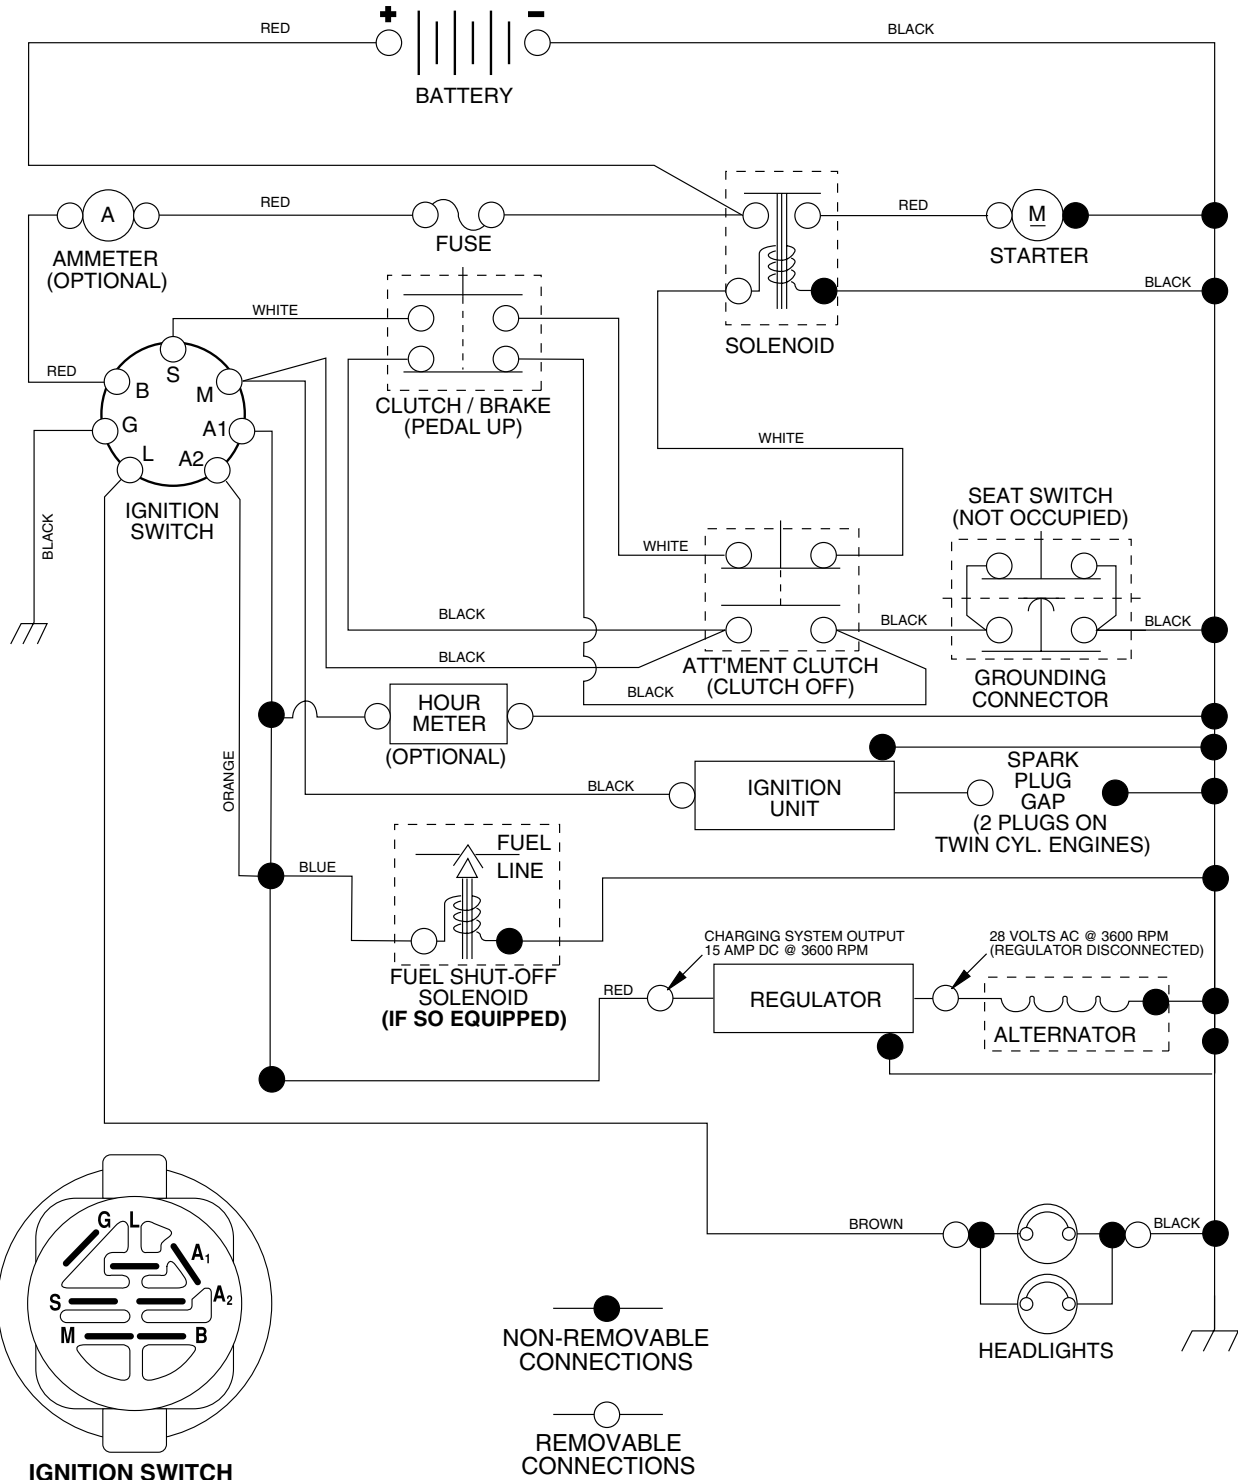 + -
RED
BLACK
BATTERY
A
RED
FUSE
RED
M
AMMETER
(OPTIONAL)
STARTER
BLACK
SOLENOID
WHITE
S
RED
B
M
G
A1
L
A2
IGNITION
SWITCH
BLACK
CLUTCH / BRAKE
(PEDAL UP)
WHITE
SEAT SWITCH
(NOT OCCUPIED)
WHITE
BLACK
BLACK
BLACK
BLACK
BLACK
ATT'MENT CLUTCH
(CLUTCH OFF)
GROUNDING
CONNECTOR
HOUR
METER
(OPTIONAL)
ORANGE
BLACK
IGNITION
UNIT
SPARK
PLUG
GAP
(2 PLUGS ON
TWIN CYL. ENGINES)
BLUE
FUEL
LINE
FUEL SHUT-OFF
SOLENOID
(IF SO EQUIPPED)
CHARGING SYSTEM OUTPUT
15 AMP DC @ 3600 RPM
28 VOLTS AC @ 3600 RPM
(REGULATOR DISCONNECTED)
RED
REGULATOR
ALTERNATOR
BROWN
BLACK
HEADLIGHTS
G L
A1
S
A2
M
B
IGNITION SWITCH
NON-REMOVABLE
CONNECTIONS
REMOVABLE
CONNECTIONS